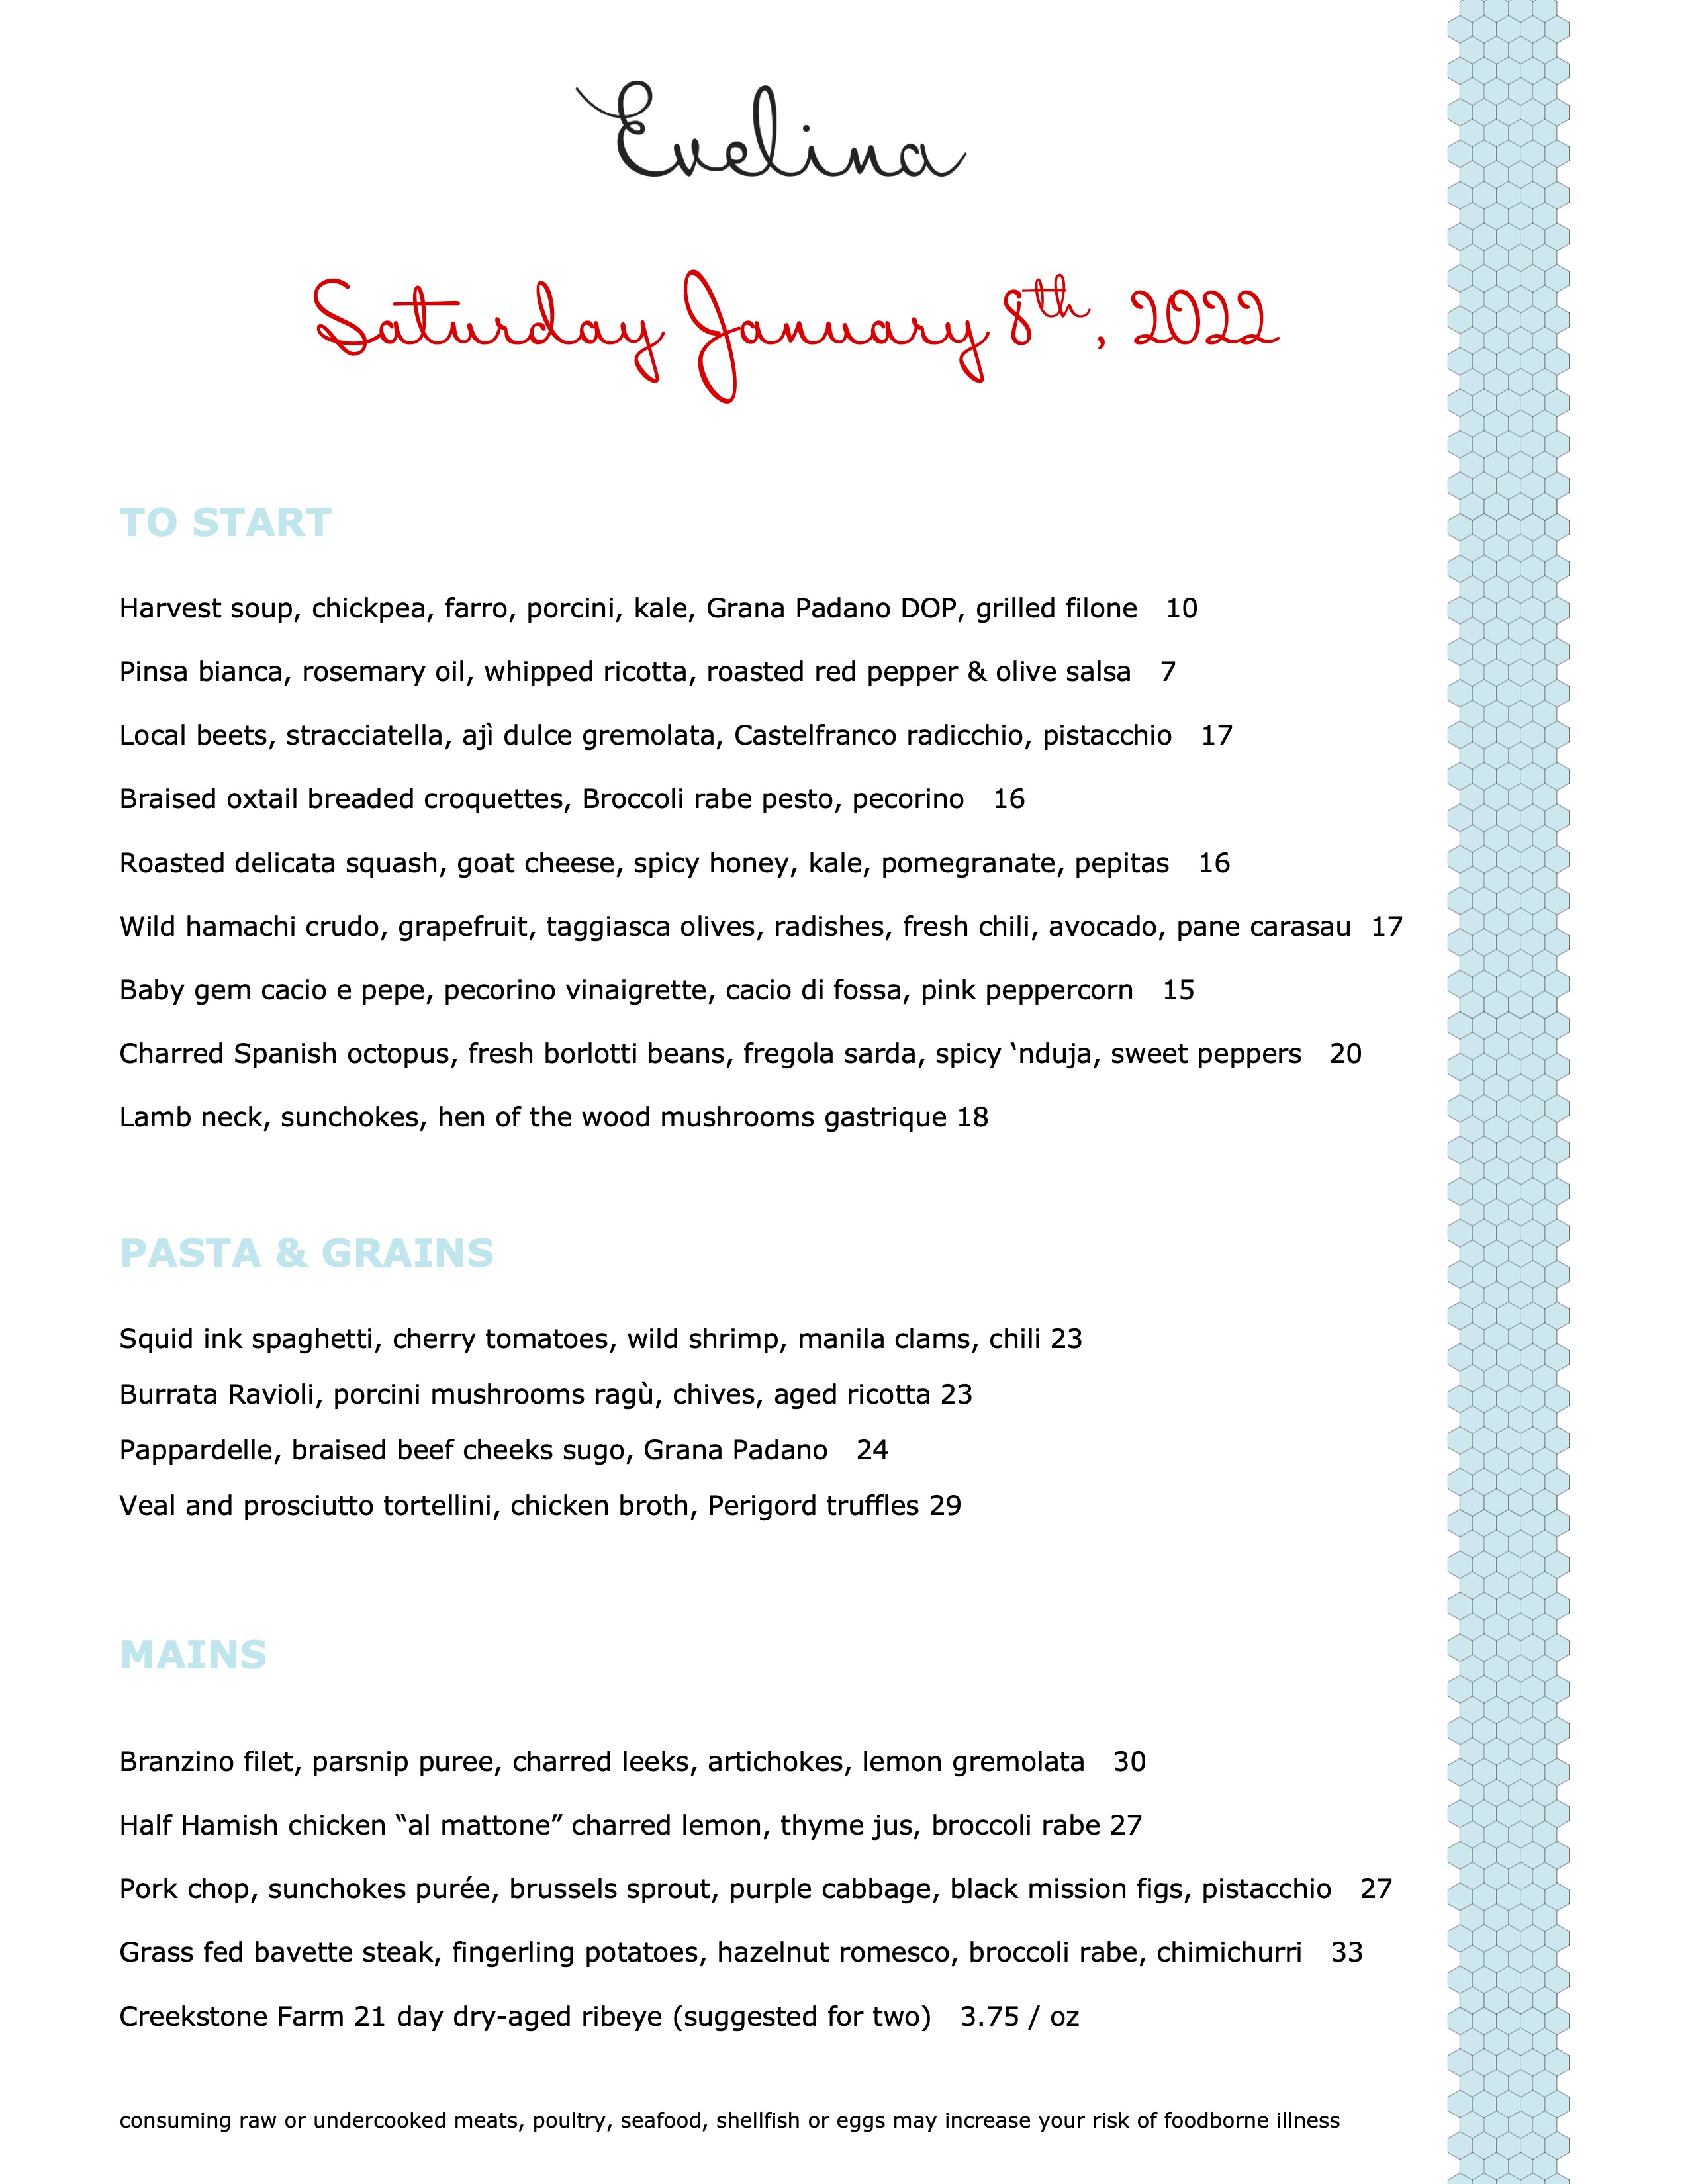 Evelina
Saturday January 8th, 2022
TO START
Harvest soup, chickpea, farro, porcini, kale, Grana Padano DOP, grilled filone 10
Pinsa bianca, rosemary oil, whipped ricotta, roasted red pepper & olive salsa 7
Local beets, stracciatella, ajì dulce gremolata, Castelfranco radicchio, pistacchio 17
Braised oxtail breaded croquettes, Broccoli rabe pesto, pecorino 16
Roasted delicata squash, goat cheese, spicy honey, kale, pomegranate, pepitas 16
Wild hamachi crudo, grapefruit, taggiasca olives, radishes, fresh chili, avocado, pane carasau 17
Baby gem cacio e pepe, pecorino vinaigrette, cacio di fossa, pink peppercorn 15
Charred Spanish octopus, fresh borlotti beans, fregola sarda, spicy ‘nduja, sweet peppers 20
Lamb neck, sunchokes, hen of the wood mushrooms gastrique 18
PASTA & GRAINS
Squid ink spaghetti, cherry tomatoes, wild shrimp, manila clams, chili 23
Burrata Ravioli, porcini mushrooms ragù, chives, aged ricotta 23
Pappardelle, braised beef cheeks sugo, Grana Padano 24
Veal and prosciutto tortellini, chicken broth, Perigord truffles 29
MAINS
Branzino filet, parsnip puree, charred leeks, artichokes, lemon gremolata 30
Half Hamish chicken “al mattone” charred lemon, thyme jus, broccoli rabe 27
Pork chop, sunchokes purée, brussels sprout, purple cabbage, black mission figs, pistacchio 27
Grass fed bavette steak, fingerling potatoes, hazelnut romesco, broccoli rabe, chimichurri 33
Creekstone Farm 21 day dry-aged ribeye (suggested for two) 3.75 / oz
consuming raw or undercooked meats, poultry, seafood, shellfish or eggs may increase your risk of foodborne illness